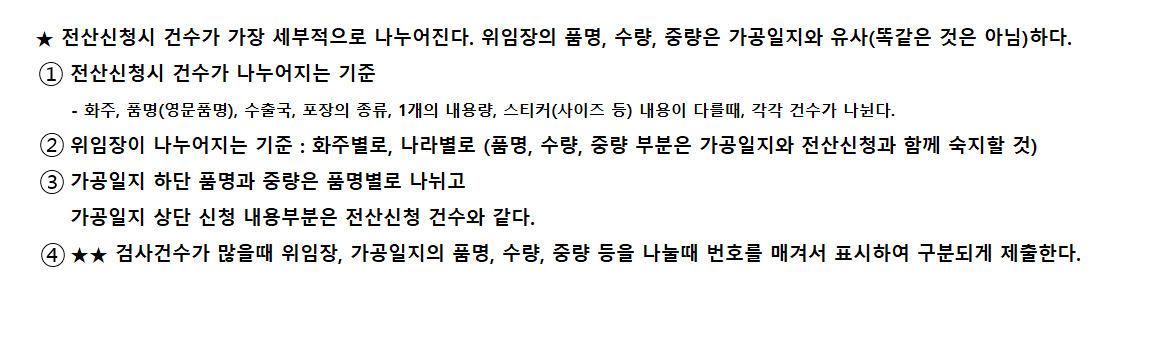 ★ 전산신청시 건수가 가장 세부적으로 나누어진다. 위임장의 품명, 수량, 중량은 가공일지와 유사(똑같은 것은 아님)하다.
① 전산신청시 건수가 나누어지는 기준
- 화주, 품명(영문품명), 수출국, 포장의 종류, 1개의 내용량, 스티커(사이즈 등) 내용이 다를때, 각각 건수가 나뉜다.
② 위임장이 나누어지는 기준 : 화주별로, 나라별로 (품명, 수량, 중량 부분은 가공일지와 전산신청과 함께 숙지할 것)
③ 가공일지 하단 품명과 중량은 품명별로 나뉘고
가공일지 상단 신청 내용부분은 전산신청 건수와 같다.
④ ★★ 검사건수가 많을때 위임장, 가공일지의 품명, 수량, 중량 등을 나눌때 번호를 매겨서 표시하여 구분되게 제출한다.